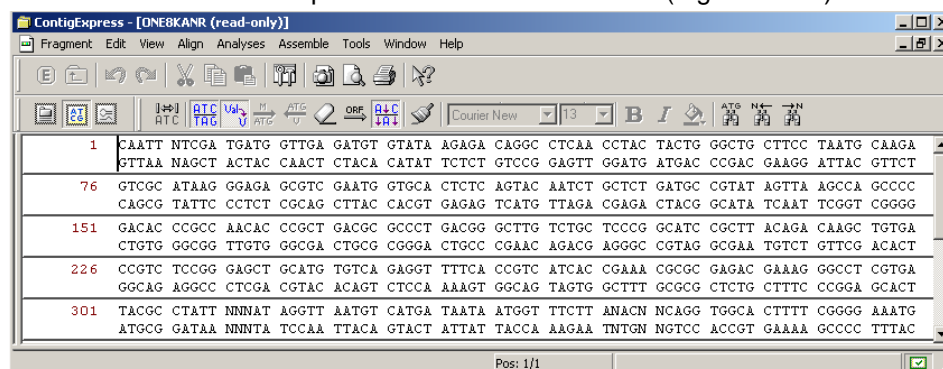 ContigExpress - [ONE8KANR (read-only)]
Fragment Edit View Align Analyses Assemble Tools Window Help
Courier New 13 B I
1 CAATT NTCGA TGATG GTTGA GATGT GTATA AGAGA CAGGC CTCAA CCTAC TACTG GGCTG CTTCC TAATG CAAGA
GTTAA NAGCT ACTAC CAACT CTACA CATAT TCTCT GTCCG GAGTT GGATG ATGAC CCGAC GAAGG ATTAC GTTCT
76 GTCGC ATAAG GGAGA GCGTC GAATG GTGCA CTCTC AGTAC AATCT GCTCT GATGC CGTAT AGTTA AGCCA GCCCC
CAGCG TATTC CCTCT CGCAG CTTAC CACGT GAGAG TCATG TTAGA CGAGA CTACG GCATA TCAAT TCGGT CGGGG
151 GACAC CCGCC AACAC CCGCT GACGC GCCCT GACGG GCTTG TCTGC TCCCG GCATC CGCTT ACAGA CAAGC TGTGA
CTGTG GGCGG TTGTG GGCGA CTGCG CGGGA CTGCC CGAAC AGACG AGGGC CGTAG GCGAA TGTCT GTTCG ACACT
226 CCGTC TCCGG GAGCT GCATG TGTCA GAGGT TTTCA CCGTC ATCAC CGAAA CGCGC GAGAC GAAAG GGCCT CGTGA
GGCAG AGGCC CTCGA CGTAC ACAGT CTCCA AAAGT GGCAG TAGTG GCTTT GCGCG CTCTG CTTTC CCGGA GCACT
301 TACGC CTATT NNNAT AGGTT AATGT CATGA TAATA ATGGT TTCTT ANACN NCAGG TGGCA CTTTT CGGGG AAATG
ATGCG GATAA NNNTA TCCAA TTACA GTACT ATTAT TACCA AAGAA TNTGN NGTCC ACCGT GAAAA GCCCC TTTAC
Pos: 1/1